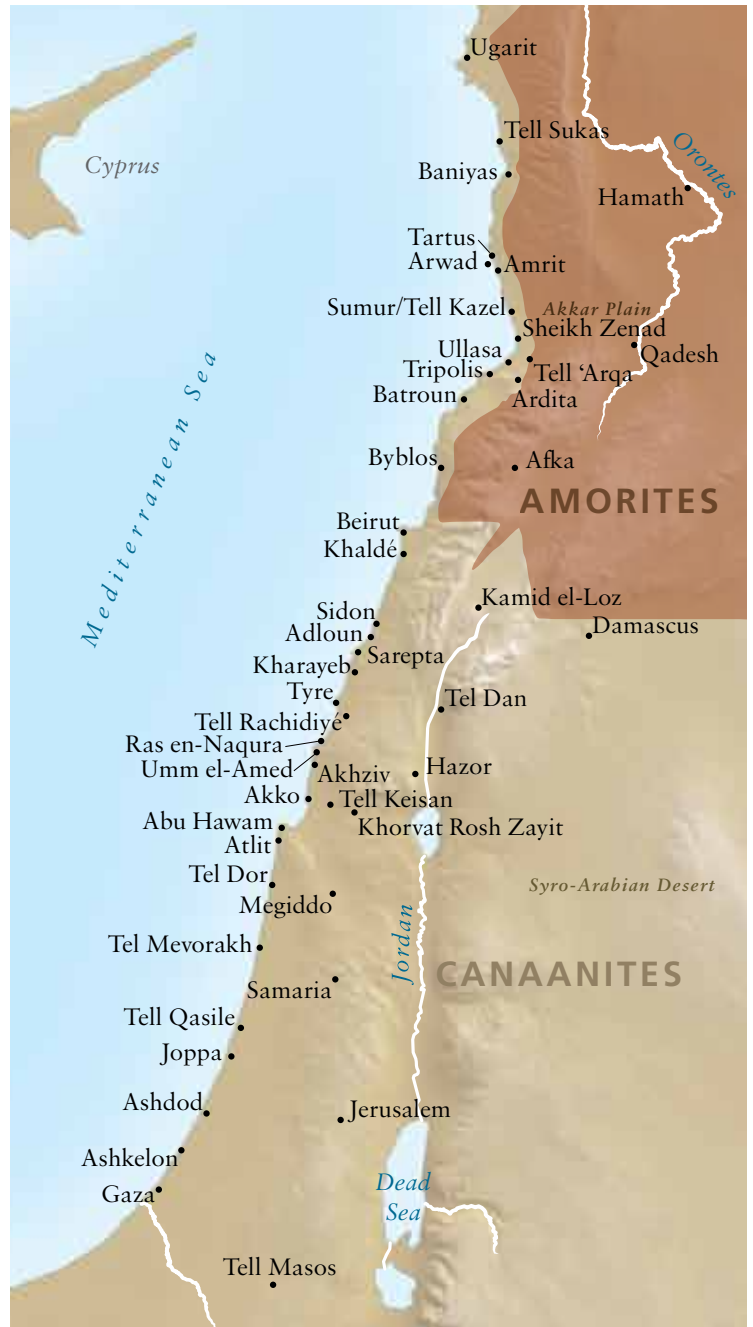 Ugarit
Tell Sukas
Orontes
Cyprus
Baniyas
Hamath
Tartus
Arwad
Amrit
Sumur/Tell Kazel
Akkar Plain
Sheikh Zenad
Ullasa
Qadesh
Tripolis
Tell ‘Arqa
Batroun
Ardita
Mediterranean Sea
Byblos
Afka
AMORITES
Beirut
Khaldé
Kamid el-Loz
Sidon
Damascus
Adloun
Sarepta
Kharayeb
Tyre
Tel Dan
Tell Rachidiyé
Ras en-Naqura
Umm el-Amed
Akhziv
Hazor
Akko
Tell Keisan
Abu Hawam
Khorvat Rosh Zayit
Atlit
Tel Dor
Syro-Arabian Desert
Megiddo
Jordan
Tel Mevorakh
CANAANITES
Samaria
Tell Qasile
Joppa
Ashdod
Jerusalem
Ashkelon
Dead
Sea
Gaza
Tell Masos